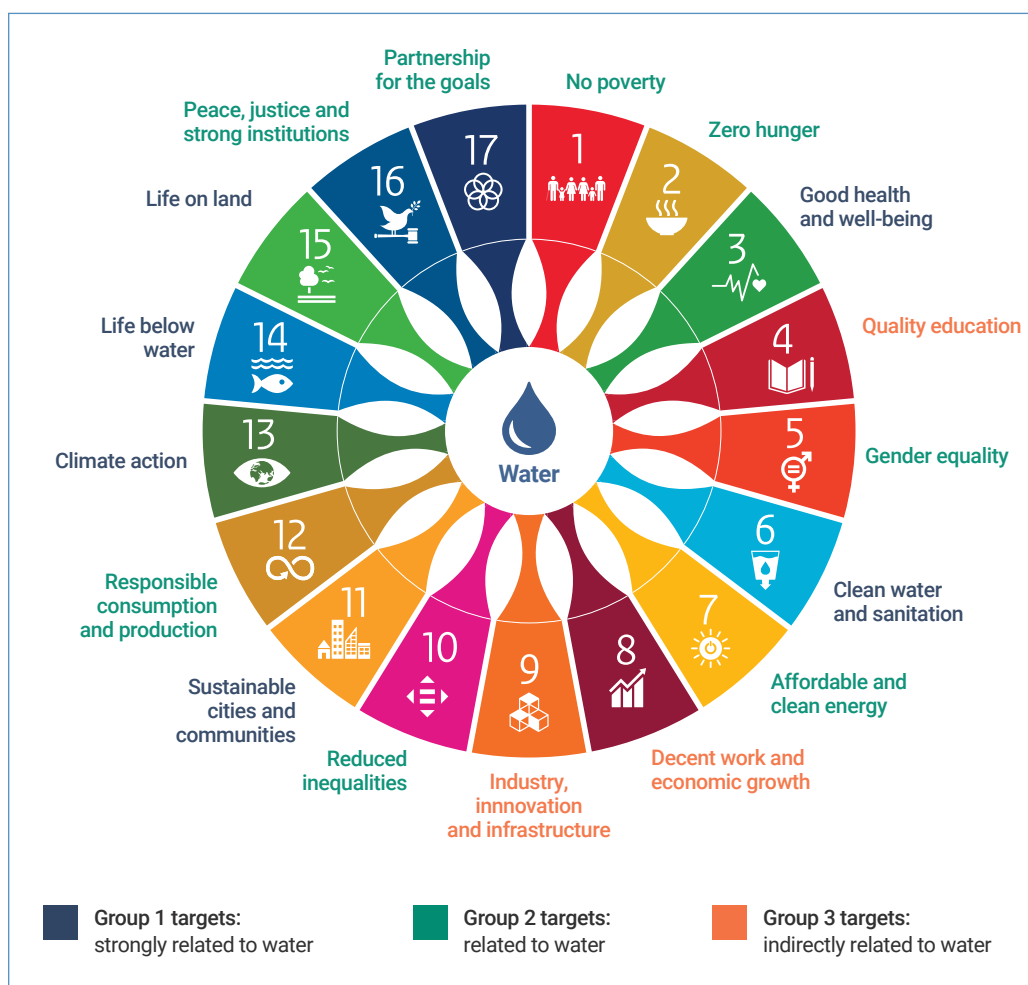 Partnership
for the goals
No poverty
Peace, justice and
strong institutions
Zero hunger
Life on land
Good health
and well-being
Life below
water
Quality education
Climate action
Gender equality
Responsible
consumption
and production
Clean water
and sanitation
Sustainable
cities and
communities
Affordable and
clean energy
Reduced
inequalities
Industry,
innnovation
and infrastructure
Decent work and
economic growth
1
2
3
4
5
6
7
8
9
10
11
12
13
14
15
16
17
Water
Group 1 targets:
strongly related to water
Group 2 targets:
related to water
Group 3 targets:
indirectly related to water